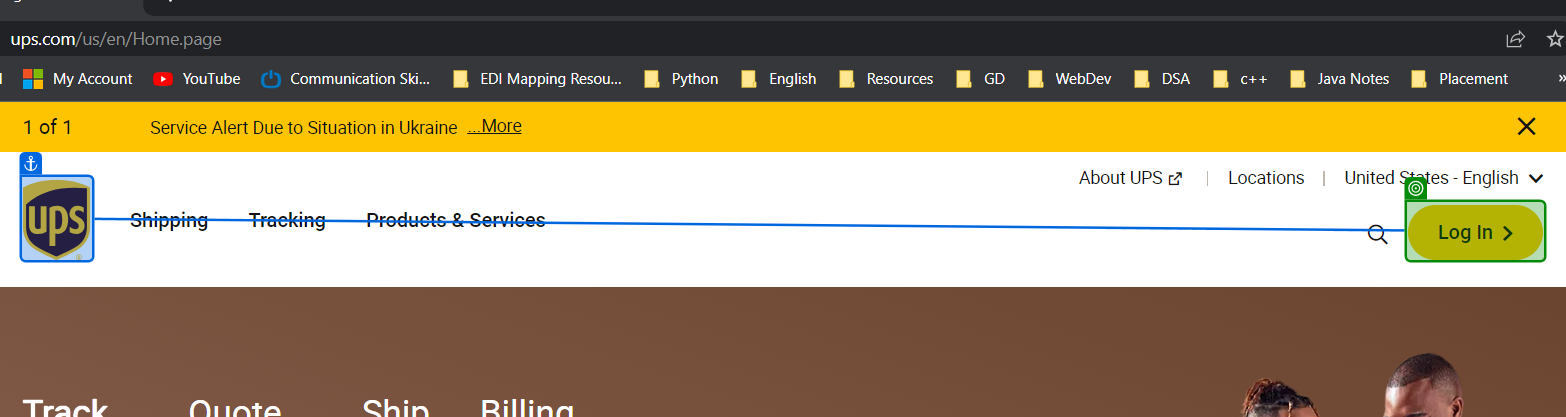 ups.com/us/en/Home.page
My Account YouTube Communication Ski... EDI Mapping Resou... Python English Resources GD WebDev DSA c++ Java Notes Placement »
1 of 1 Service Alert Due to Situation in Ukraine ...More
About UPS | Locations | United States - English
ups ®
Shipping Tracking Products & Services
Log In
Track Quote Ship Billing